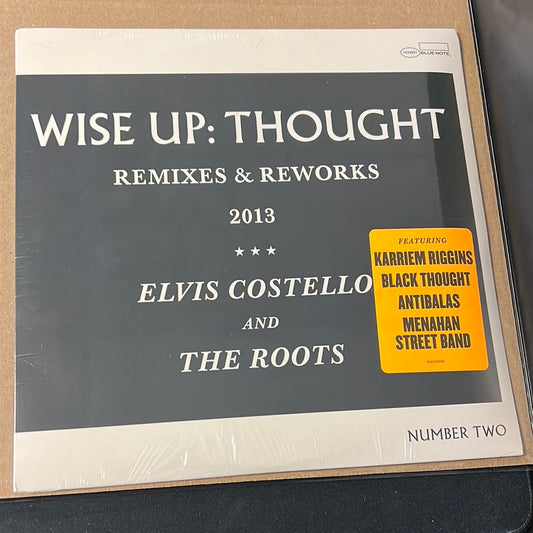 BLUE NOTE
WISE UP: THOUGHT
REMIXES & REWORKS
2013
★★★
ELVIS COSTELLO
AND
THE ROOTS
FEATURING
KARRIEM RIGGINS
BLACK THOUGHT
ANTIBALAS
MENAHAN
STREET BAND
NUMBER TWO